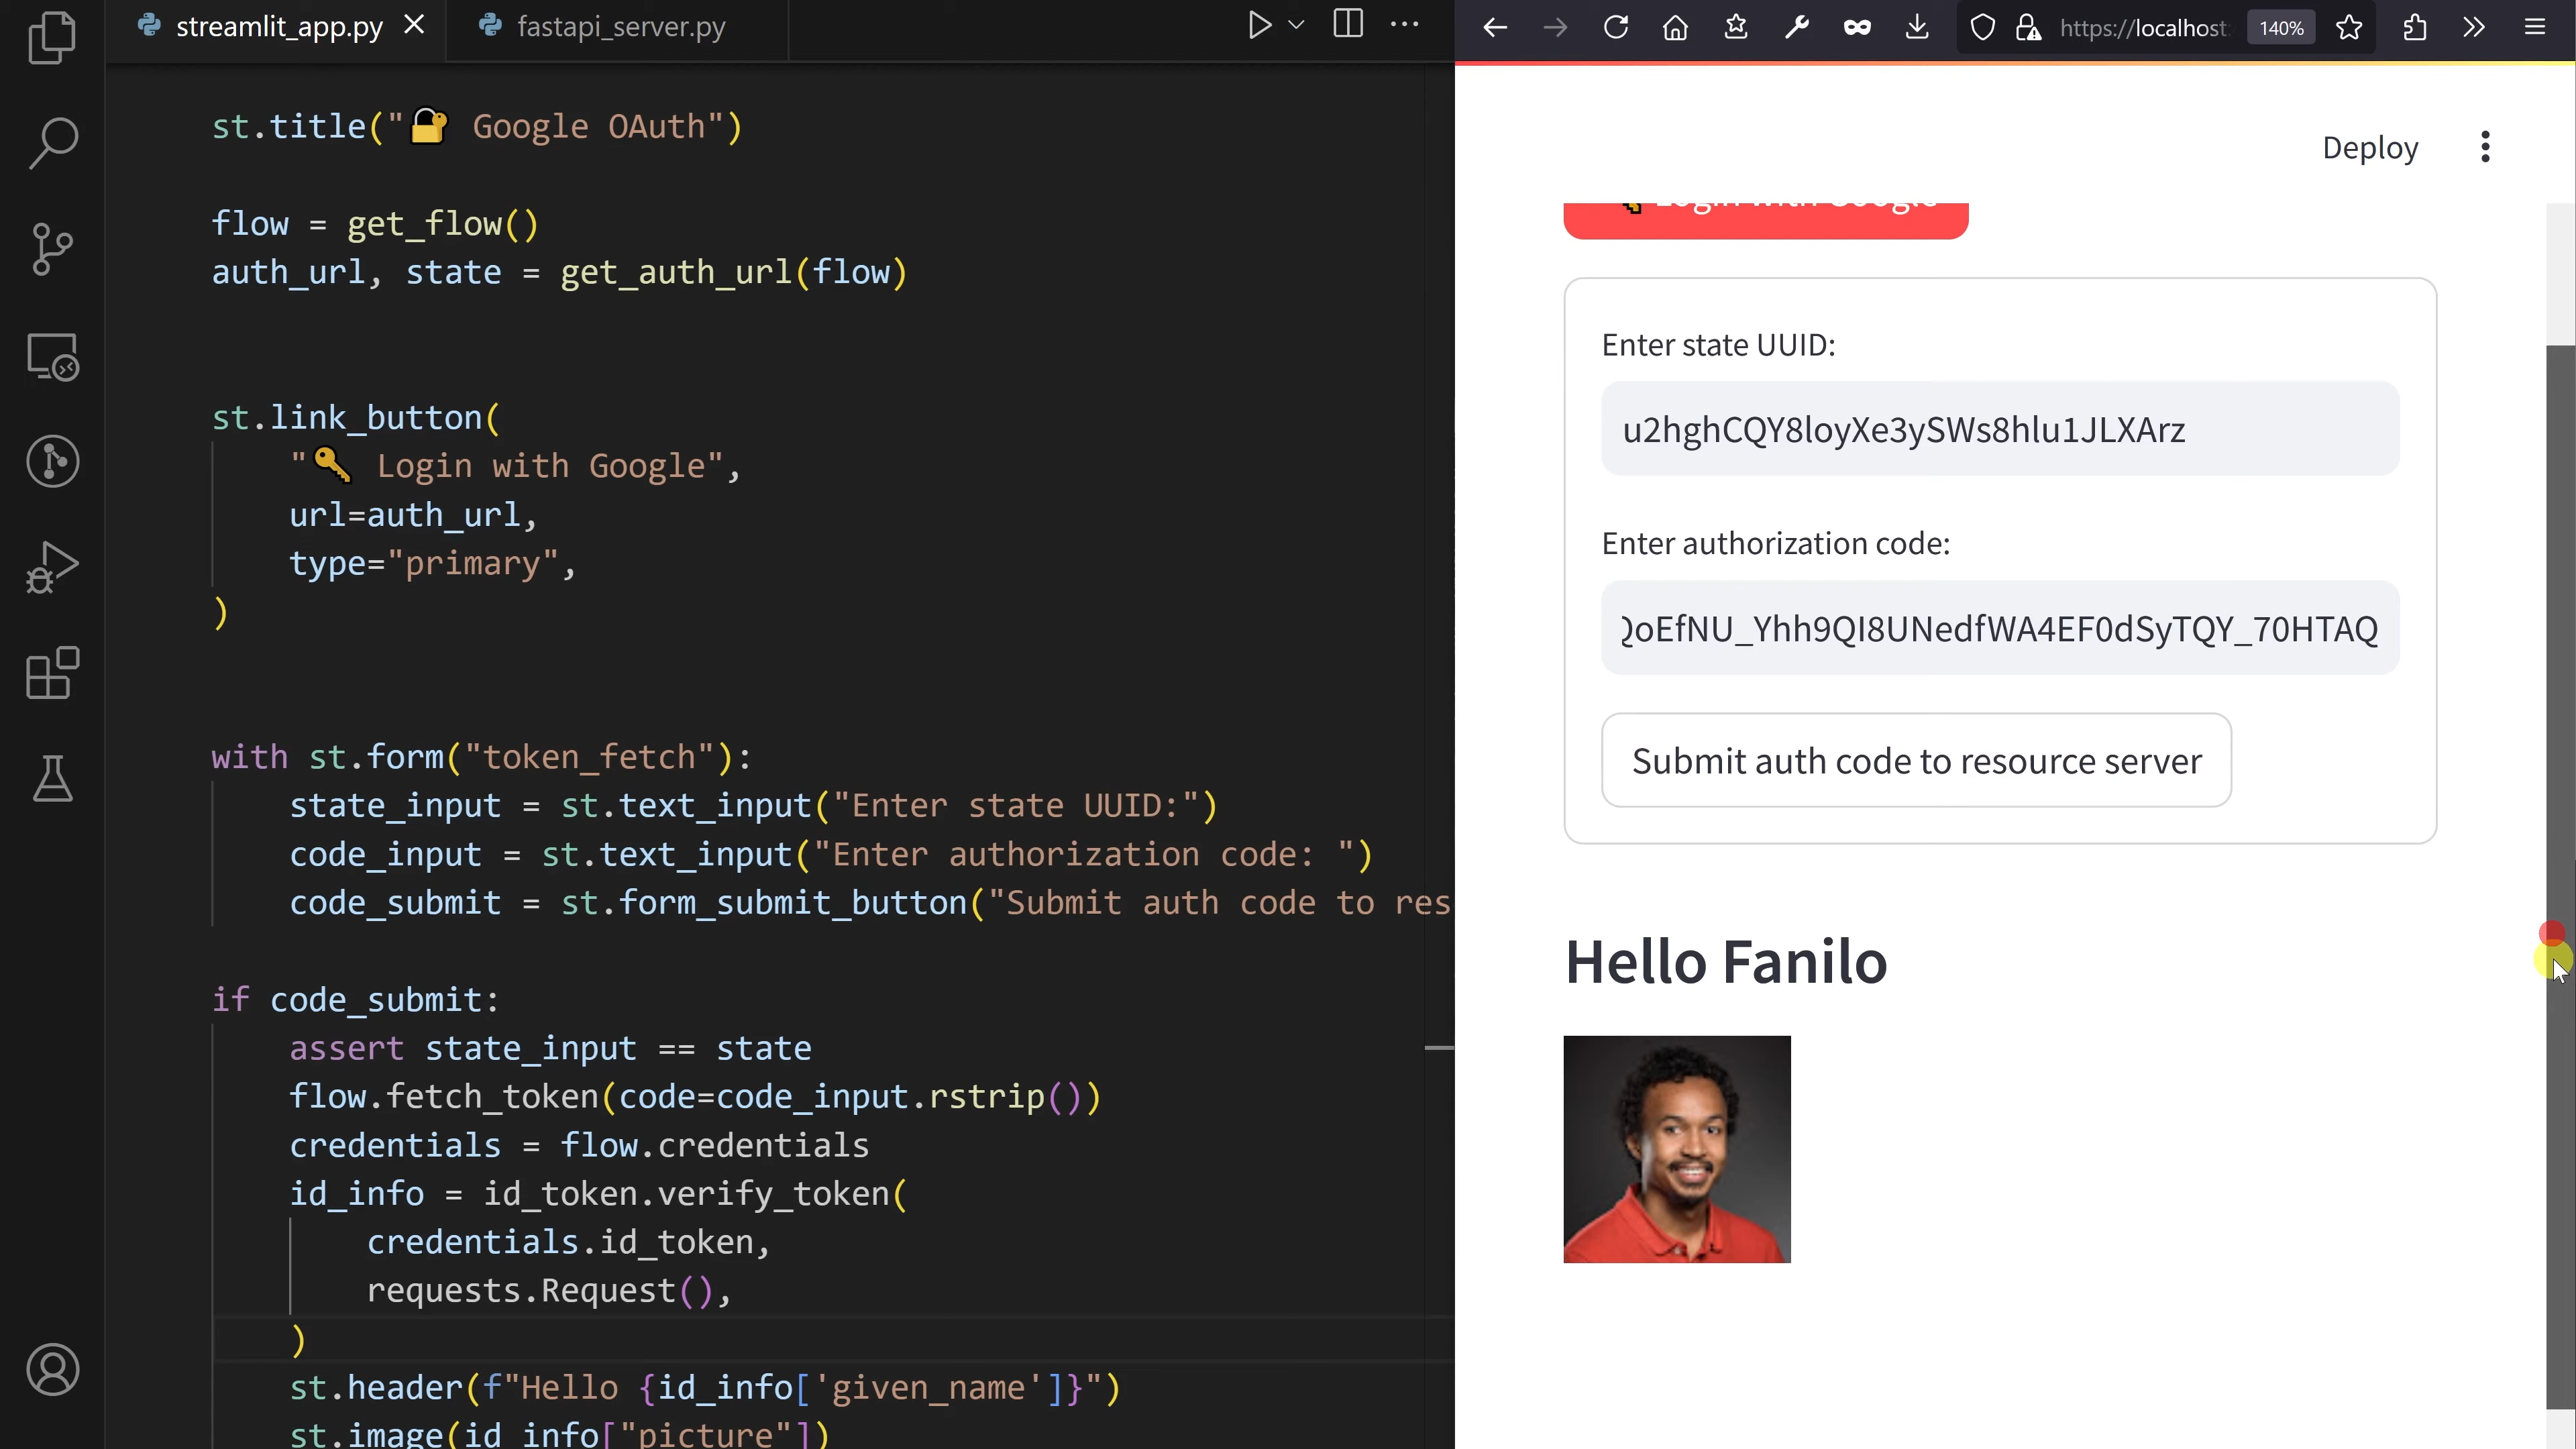 streamlit_app.py
fastapi_server.py
st.title("🔐 Google OAuth")
flow = get_flow()
auth_url, state = get_auth_url(flow)
st.link_button(
"🔑 Login with Google",
url=auth_url,
type="primary",
)
with st.form("token_fetch"):
state_input = st.text_input("Enter state UUID:")
code_input = st.text_input("Enter authorization code: ")
code_submit = st.form_submit_button("Submit auth code to res
if code_submit:
assert state_input == state
flow.fetch_token(code=code_input.rstrip())
credentials = flow.credentials
id_info = id_token.verify_token(
credentials.id_token,
requests.Request(),
)
st.header(f"Hello {id_info['given_name']}")
st.image(id_info["picture"])
https://localhost:
140%
Deploy
Login with Google
Enter state UUID:
u2hghCQY8loyXe3ySWs8hlu1JLXArz
Enter authorization code:
QoEfNU_Yhh9QI8UNedfWA4EF0dSyTQY_70HTAQ
Submit auth code to resource server
Hello Fanilo